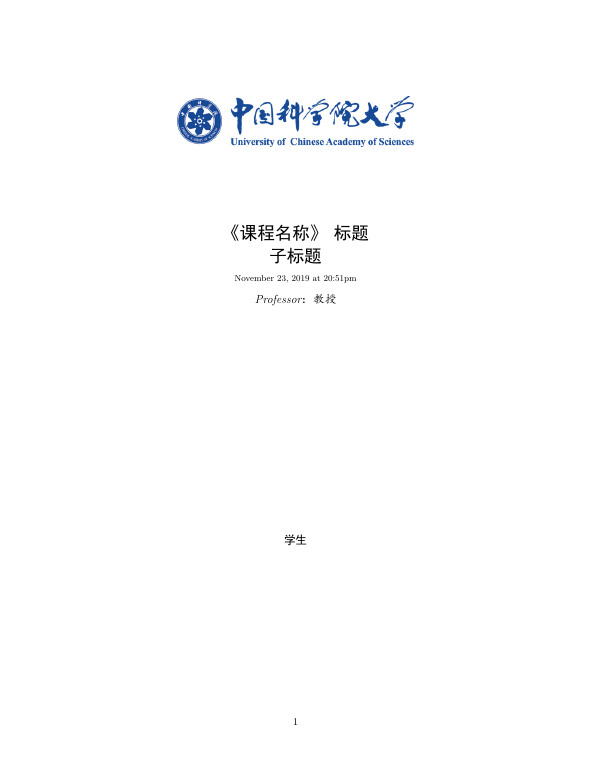 中国科学院大学
University of Chinese Academy of Sciences
《课程名称》 标题
子标题
November 23, 2019 at 20:51pm
Professor: 教授
学生
1